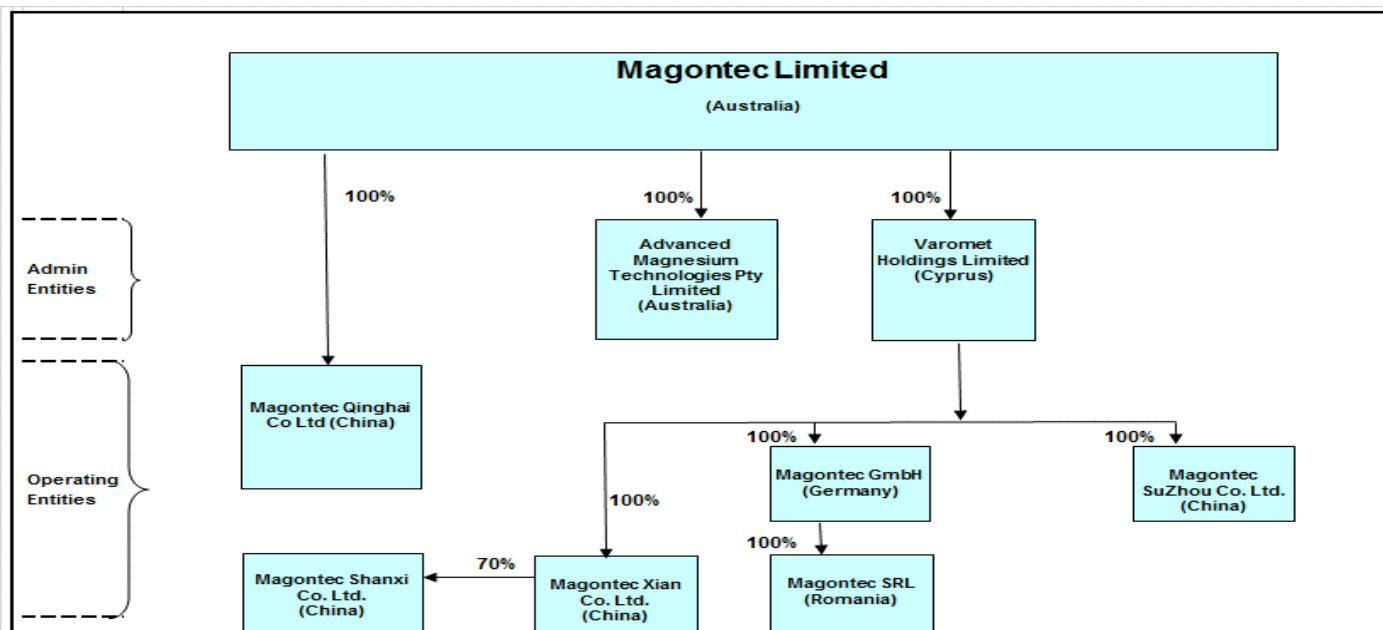 Magontec Limited
(Australia)
100%
100%
100%
Admin
Entities
Advanced
Magnesium
Technologies Pty
Limited
(Australia)
Varomet
Holdings Limited
(Cyprus)
Operating
Entities
Magontec Qinghai
Co Ltd (China)
100%
100%
100%
Magontec GmbH
(Germany)
Magontec
SuZhou Co. Ltd.
(China)
100%
70%
Magontec Shanxi
Co. Ltd.
(China)
Magontec Xian
Co. Ltd.
(China)
Magontec SRL
(Romania)